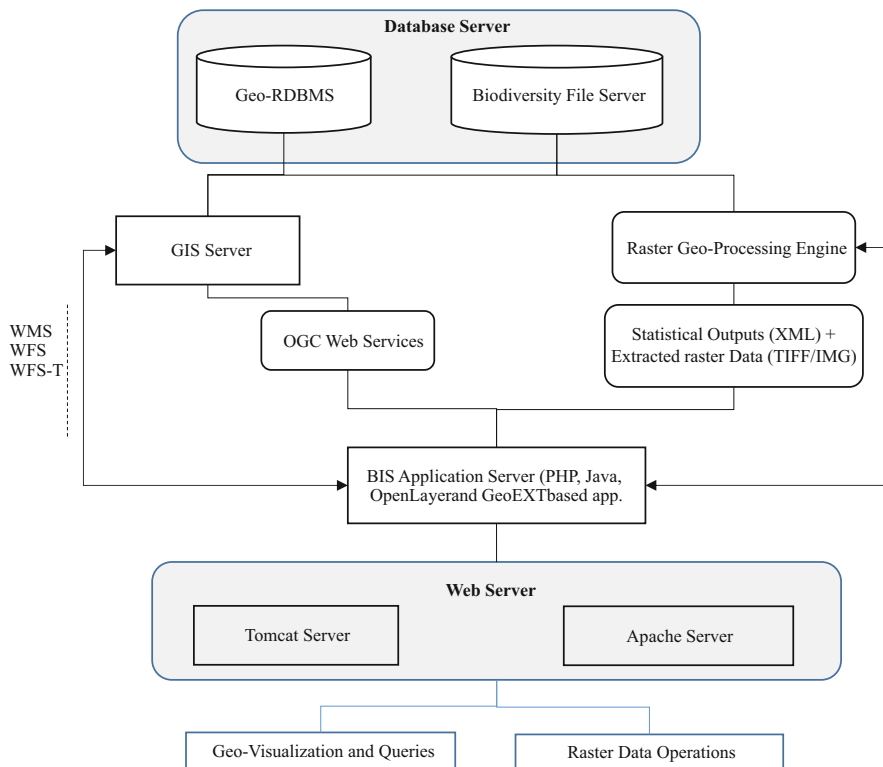 Database Server
Geo-RDBMS
Biodiversity File Server
GIS Server
Raster Geo-Processing Engine
WMS
WFS
WFS-T
OGC Web Services
Statistical Outputs (XML) +
Extracted raster Data (TIFF/IMG)
BIS Application Server (PHP, Java,
OpenLayerand GeoEXTbased app.
Web Server
Tomcat Server
Apache Server
Geo-Visualization and Queries
Raster Data Operations